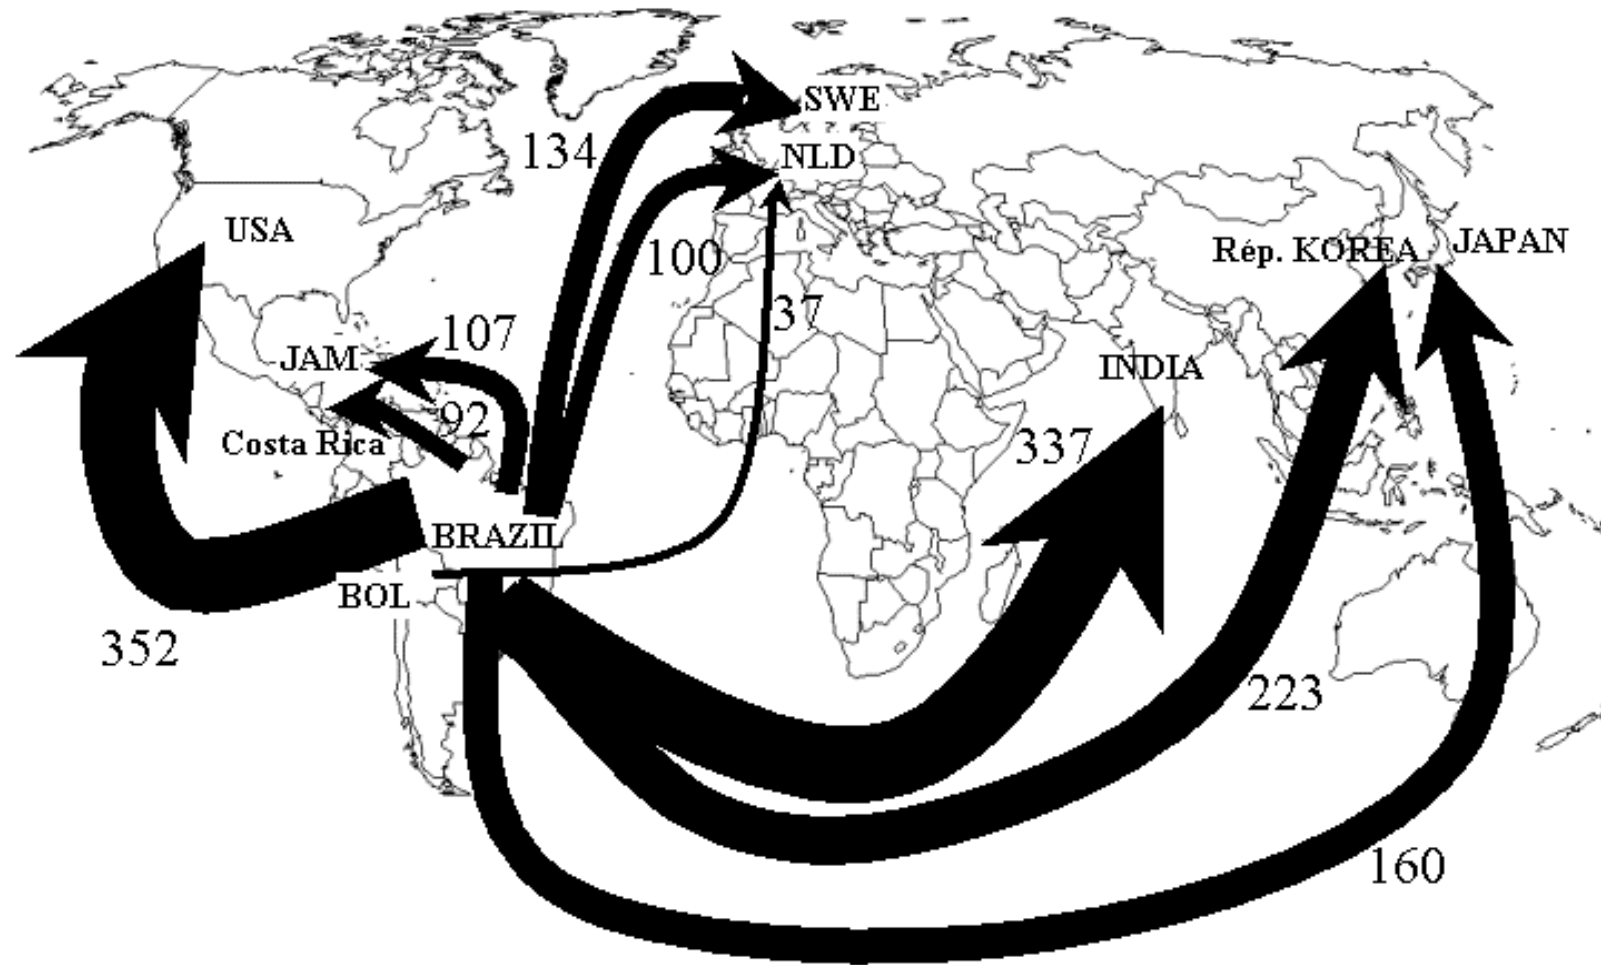 SWE
134
NLD
USA
100
Rép. KOREA
JAPAN
37
107
JAM
INDIA
92
Costa Rica
337
BRAZIL
BOL
352
223
160